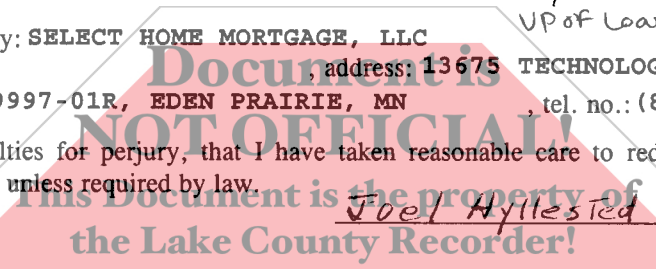 VP of Loa
y: SELECT HOME MORTGAGE, LLC
Document is
, address: 13675 TECHNOLOG
9997-01R, EDEN PRAIRIE, MN , tel. no.: (8
NOT OFFICIAL!
lties for perjury, that I have taken reasonable care to red
unless required by law.
This Document is the property of
Joel Hyllested
the Lake County Recorder!